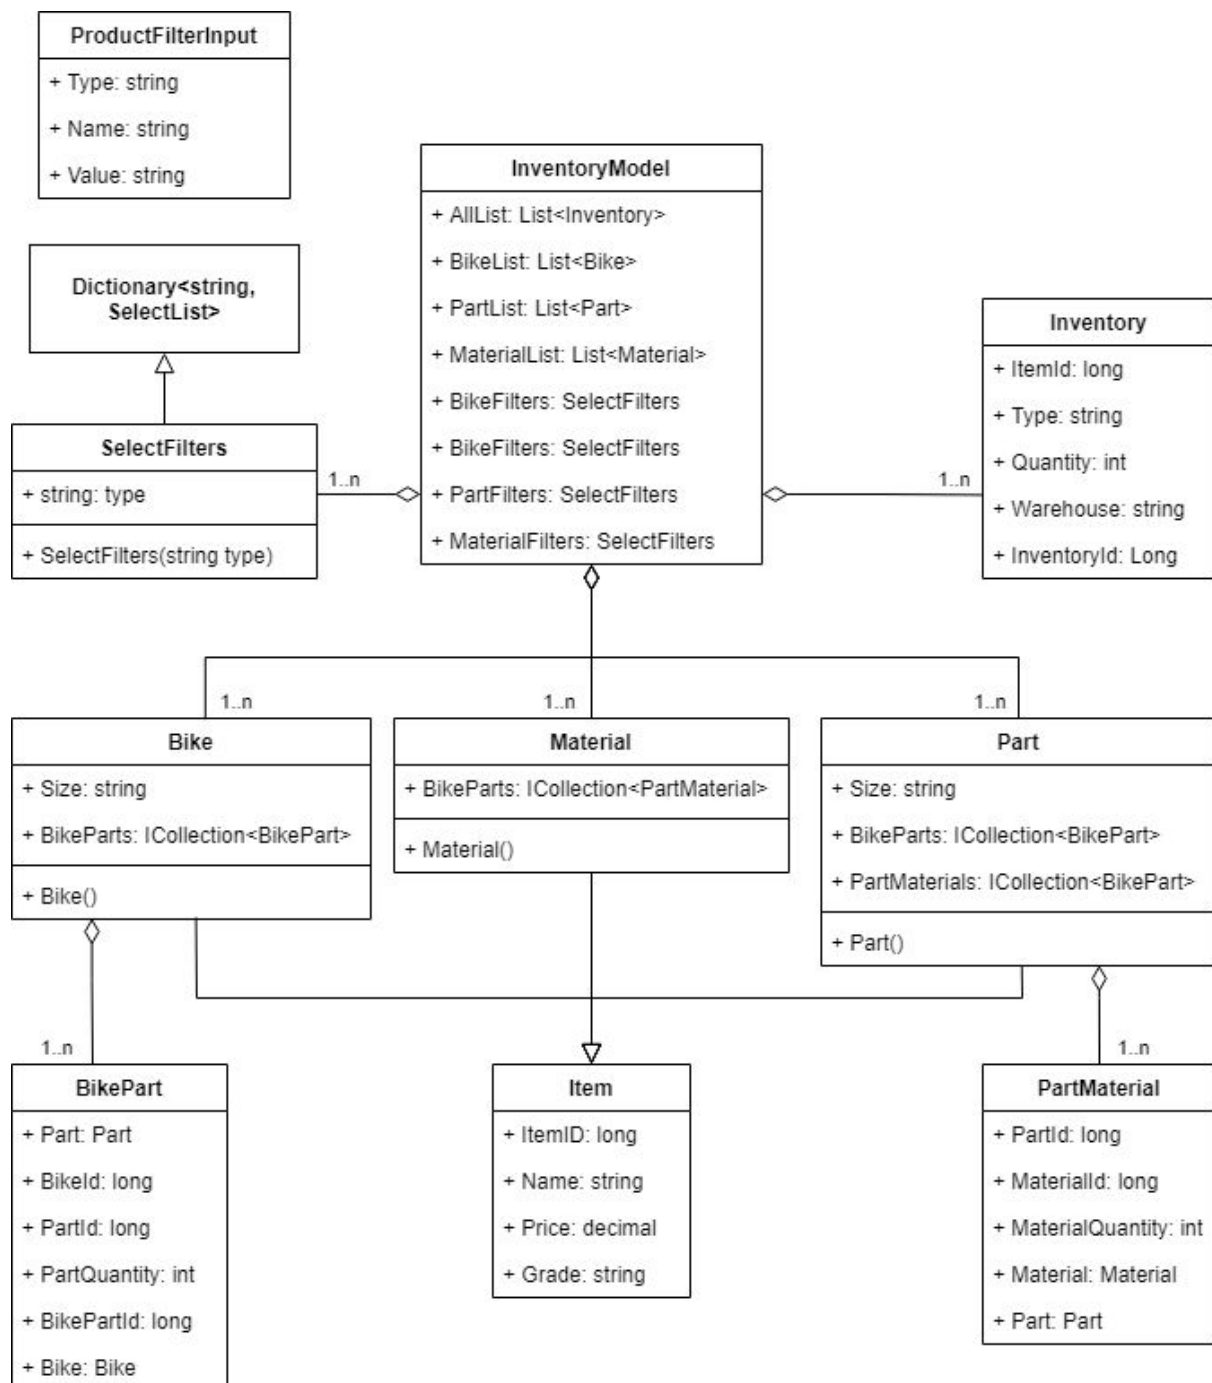 ProductFilterInput
+ Type: string
+ Name: string
+ Value: string
Dictionary<string,
SelectList>
SelectFilters
+ string: type
+ SelectFilters(string type)
1..n
InventoryModel
+ AllList: List<Inventory>
+ BikeList: List<Bike>
+ PartList: List<Part>
+ MaterialList: List<Material>
+ BikeFilters: SelectFilters
+ BikeFilters: SelectFilters
+ PartFilters: SelectFilters
+ MaterialFilters: SelectFilters
1..n
Inventory
+ ItemId: long
+ Type: string
+ Quantity: int
+ Warehouse: string
+ InventoryId: Long
1..n
Bike
+ Size: string
+ BikeParts: ICollection<BikePart>
+ Bike()
1..n
Material
+ BikeParts: ICollection<PartMaterial>
+ Material()
1..n
Part
+ Size: string
+ BikeParts: ICollection<BikePart>
+ PartMaterials: ICollection<BikePart>
+ Part()
1..n
BikePart
+ Part: Part
+ BikeId: long
+ PartId: long
+ PartQuantity: int
+ BikePartId: long
+ Bike: Bike
Item
+ ItemID: long
+ Name: string
+ Price: decimal
+ Grade: string
1..n
PartMaterial
+ PartId: long
+ MaterialId: long
+ MaterialQuantity: int
+ Material: Material
+ Part: Part